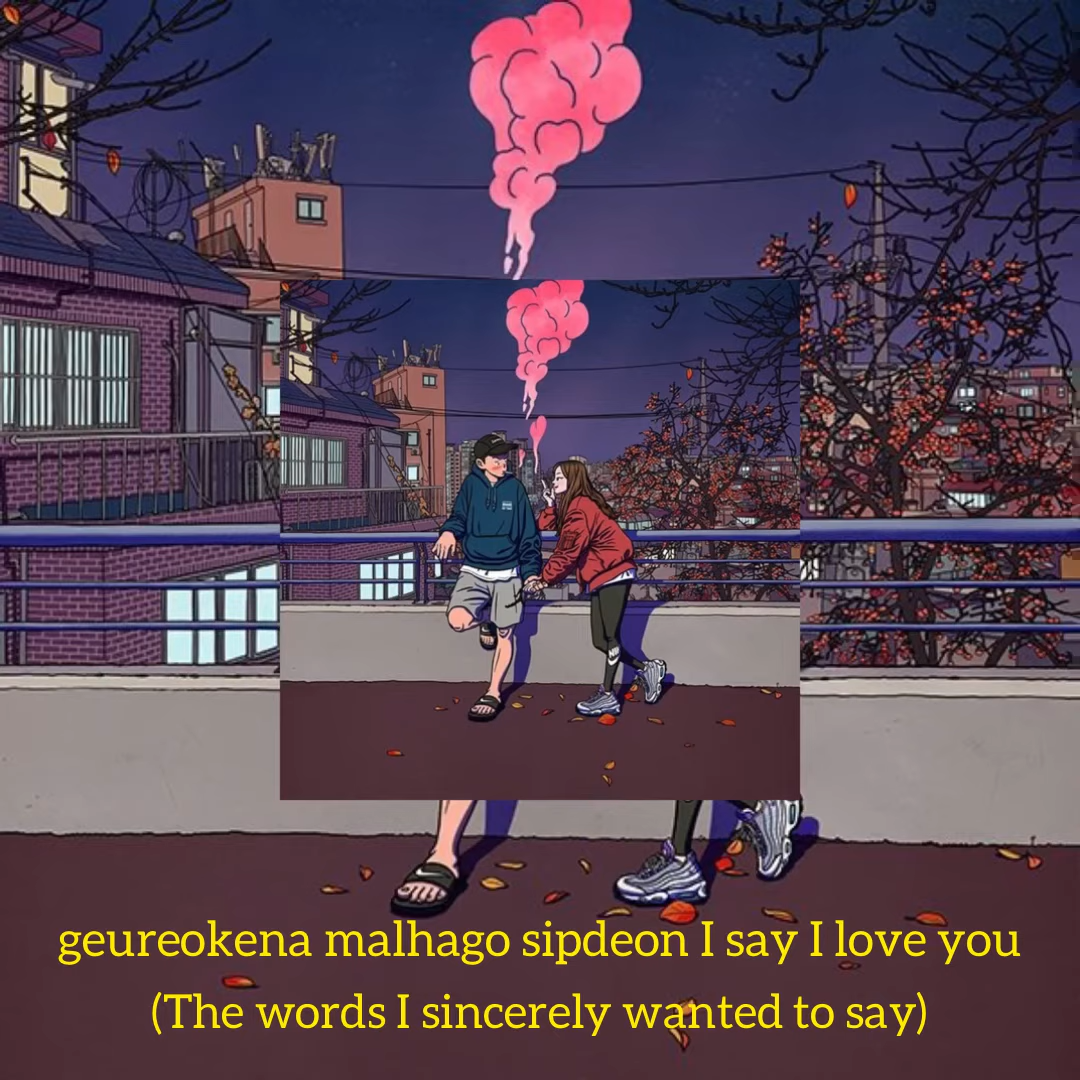 geureokena malhago sipdeon I say I love you
(The words I sincerely wanted to say)